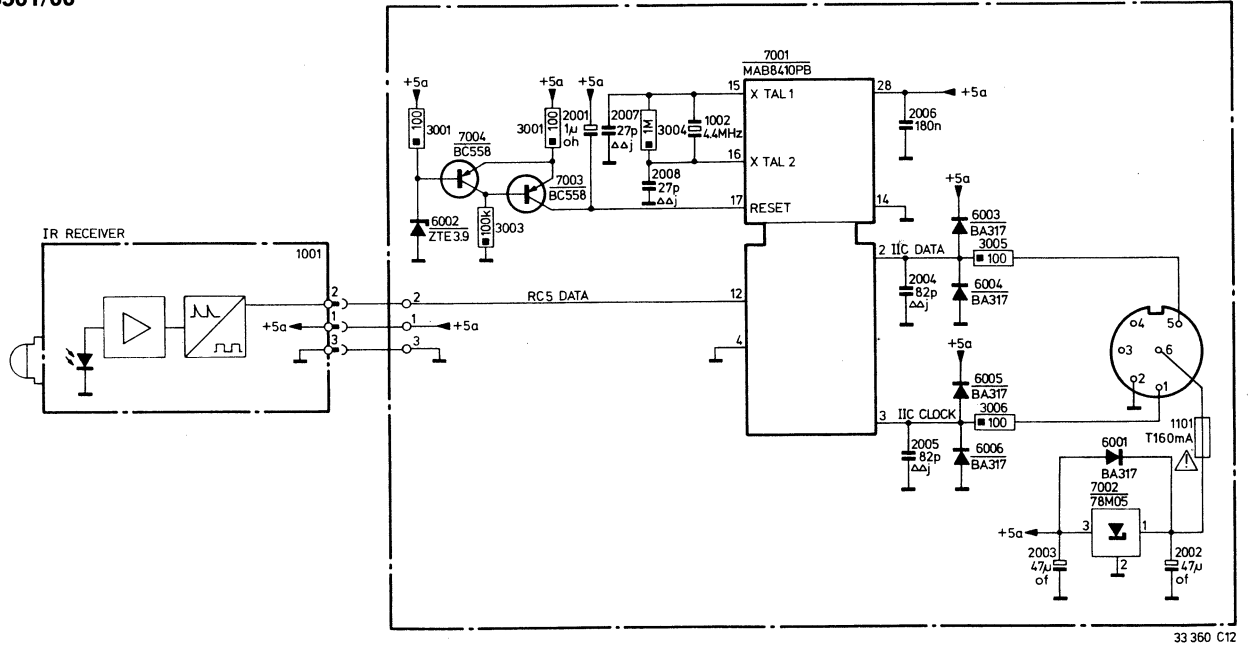 7001
MAB8410PB
+5a
+5a
+5a
100
3001
7004
BC558
3001
100
2001
1µ
oh
2007
27p
△△j
1M
3004
1002
4.4MHz
15
X TAL 1
28
+5a
2006
180n
16
X TAL 2
7003
BC558
2008
27p
△△j
17
RESET
14
+5a
6002
ZTE3.9
100k
3003
6003
BA317
3005
100
2
IIC DATA
2004
82p
△△j
6004
BA317
IR RECEIVER
1001
2
2
RC5 DATA
12
+5a
1
1
+5a
3
3
4
4
5
3
6
2
1
+5a
6005
BA317
3006
100
3
IIC CLOCK
2005
82p
△△j
6006
BA317
1101
T160mA
6001
BA317
7002
78M05
+5a
3
1
2
2003
47µ
of
2002
47µ
of
33 360 C12